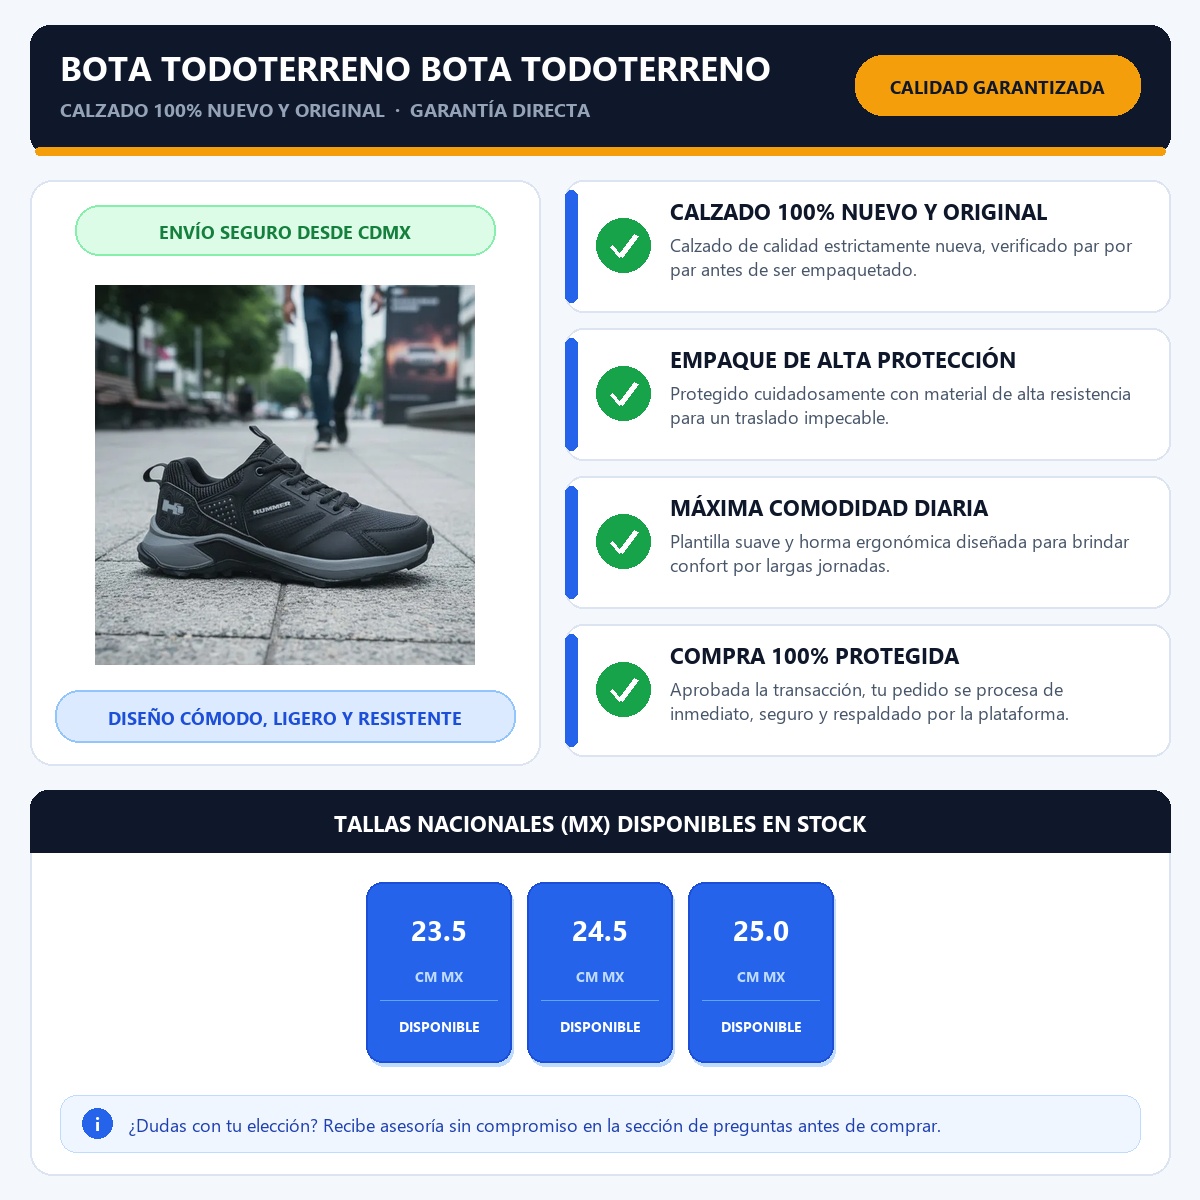 BOTA TODOTERRENO BOTA TODOTERRENO
CALZADO 100% NUEVO Y ORIGINAL · GARANTÍA DIRECTA
CALIDAD GARANTIZADA
ENVÍO SEGURO DESDE CDMX
HUMMER
DISEÑO CÓMODO, LIGERO Y RESISTENTE
CALZADO 100% NUEVO Y ORIGINAL
Calzado de calidad estrictamente nueva, verificado par por
par antes de ser empaquetado.
EMPAQUE DE ALTA PROTECCIÓN
Protegido cuidadosamente con material de alta resistencia
para un traslado impecable.
MÁXIMA COMODIDAD DIARIA
Plantilla suave y horma ergonómica diseñada para brindar
confort por largas jornadas.
COMPRA 100% PROTEGIDA
Aprobada la transacción, tu pedido se procesa de
inmediato, seguro y respaldado por la plataforma.
TALLAS NACIONALES (MX) DISPONIBLES EN STOCK
23.5
CM MX
DISPONIBLE
24.5
CM MX
DISPONIBLE
25.0
CM MX
DISPONIBLE
¿Dudas con tu elección? Recibe asesoría sin compromiso en la sección de preguntas antes de comprar.